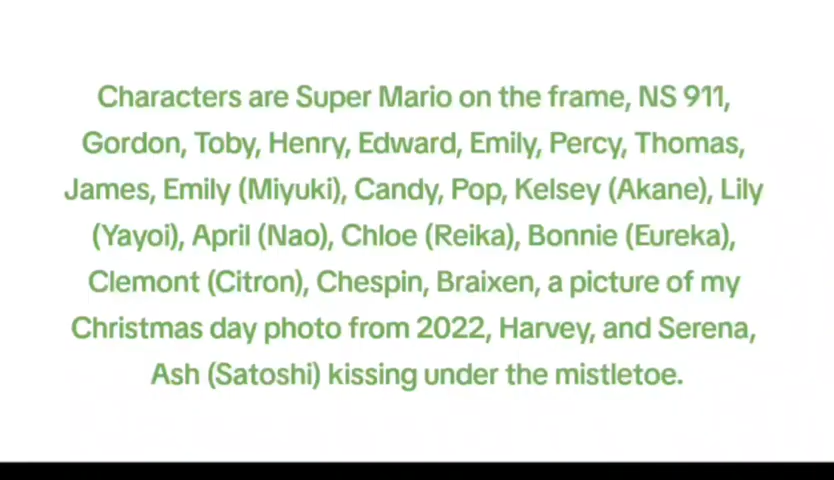 Characters are Super Mario on the frame, NS 911,
Gordon, Toby, Henry, Edward, Emily, Percy, Thomas,
James, Emily (Miyuki), Candy, Pop, Kelsey (Akane), Lily
(Yayoi), April (Nao), Chloe (Reika), Bonnie (Eureka),
Clemont (Citron), Chespin, Braixen, a picture of my
Christmas day photo from 2022, Harvey, and Serena,
Ash (Satoshi) kissing under the mistletoe.